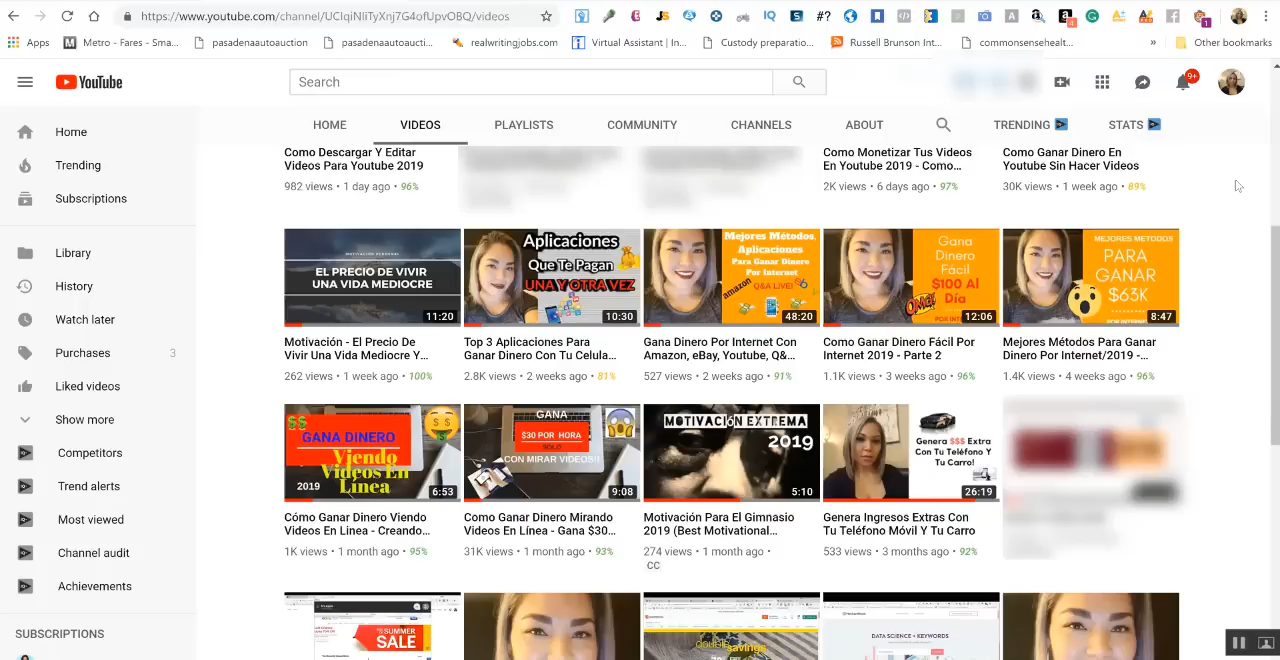 https://www.youtube.com/channel/UCIqiNIiTyXnj7G4ofUpvOBQ/videos
Apps
Metro - Fares - Sma...
pasadenaautoauction
pasadenaautoaucti...
realwritingjobs.com
Virtual Assistant | In...
Custody preparatio...
Russell Brunson Int...
commonsensehealt...
»
Other bookmarks
YouTube
Search
9+
HOME
VIDEOS
PLAYLISTS
COMMUNITY
CHANNELS
ABOUT
TRENDING
STATS
Home
Trending
Subscriptions
Library
History
Watch later
Purchases 3
Liked videos
Show more
Competitors
Trend alerts
Most viewed
Channel audit
Achievements
SUBSCRIPTIONS
Como Descargar Y Editar
Videos Para Youtube 2019
982 views • 1 day ago • 96%
Como Monetizar Tus Videos
En Youtube 2019 - Como...
2K views • 6 days ago • 97%
Como Ganar Dinero En
Youtube Sin Hacer Videos
30K views • 1 week ago • 89%
EL PRECIO DE VIVIR
UNA VIDA MEDIOCRE
11:20
Motivación - El Precio De
Vivir Una Vida Mediocre Y...
262 views • 1 week ago • 100%
Aplicaciones
Que Te Pagan
UNA Y OTRA VEZ
10:30
Top 3 Aplicaciones Para
Ganar Dinero Con Tu Celula...
2.8K views • 2 weeks ago • 81%
Mejores Métodos,
Aplicaciones
Para Ganar Dinero
Por Internet
amazon
Q&A LIVE!
48:20
Gana Dinero Por Internet Con
Amazon, eBay, Youtube, Q&...
527 views • 2 weeks ago • 91%
Gana
Dinero
Fácil
$100 Al
Día
OMG!
POR INT
12:06
Como Ganar Dinero Fácil Por
Internet 2019 - Parte 2
1.1K views • 3 weeks ago • 96%
MEJORES METODOS
PARA
GANAR
$63K
POR INTER
8:47
Mejores Métodos Para Ganar
Dinero Por Internet/2019 -...
1.4K views • 4 weeks ago • 96%
GANA DINERO
Viendo
Videos En
Línea
2019
6:53
Cómo Ganar Dinero Viendo
Videos En Linea - Creando...
1K views • 1 month ago • 95%
GANA
$30 POR HORA
SOLO
CON MIRAR VIDEOS!!
9:08
Como Ganar Dinero Mirando
Videos En Línea - Gana $30...
31K views • 1 month ago • 93%
MOTIVACIÓN EXTREMA
2019
5:10
Motivación Para El Gimnasio
2019 (Best Motivational...
274 views • 1 month ago •
CC
Genera $$$ Extra
Con Tu Teléfono Y
Tu Carro!
26:19
Genera Ingresos Extras Con
Tu Teléfono Móvil Y Tu Carro
533 views • 3 months ago • 92%
SUMMER
SALE
double
savings
DATA SCIENCE + KEYWORDS